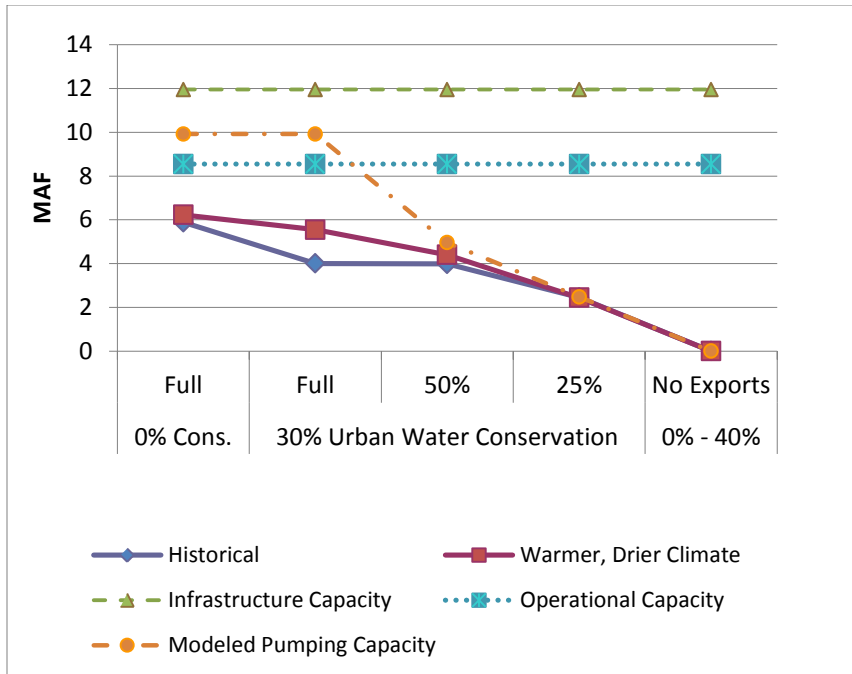 14
12
10
8
6
4
2
0
MAF
Full Full 50% 25% No Exports
0% Cons. 30% Urban Water Conservation 0% - 40%
Historical Warmer, Drier Climate
Infrastructure Capacity Operational Capacity
Modeled Pumping Capacity